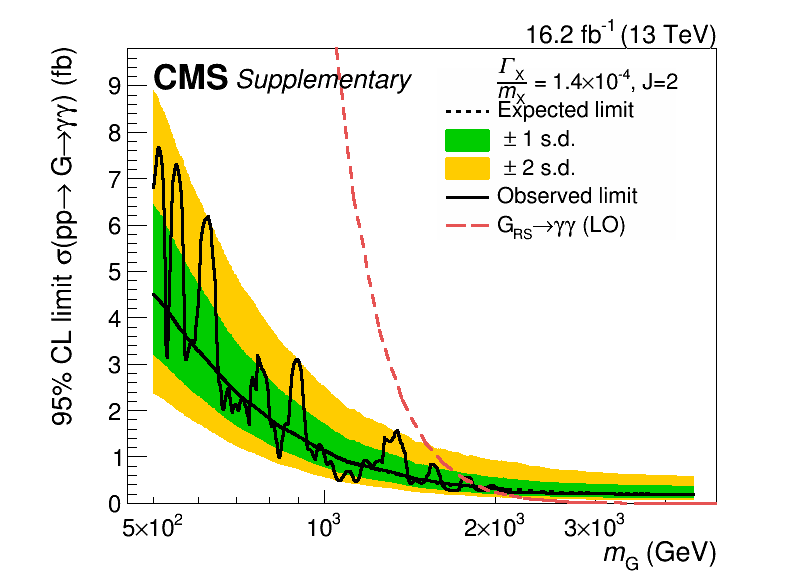 16.2 fb⁻¹ (13 TeV)
CMS Supplementary
Γ_X/m_X = 1.4×10⁻⁴, J=2
Expected limit
± 1 s.d.
± 2 s.d.
Observed limit
G_RS→γγ (LO)
95% CL limit σ(pp→ G→γγ) (fb)
9
8
7
6
5
4
3
2
1
0
5×10² 10³ 2×10³ 3×10³
m_G (GeV)